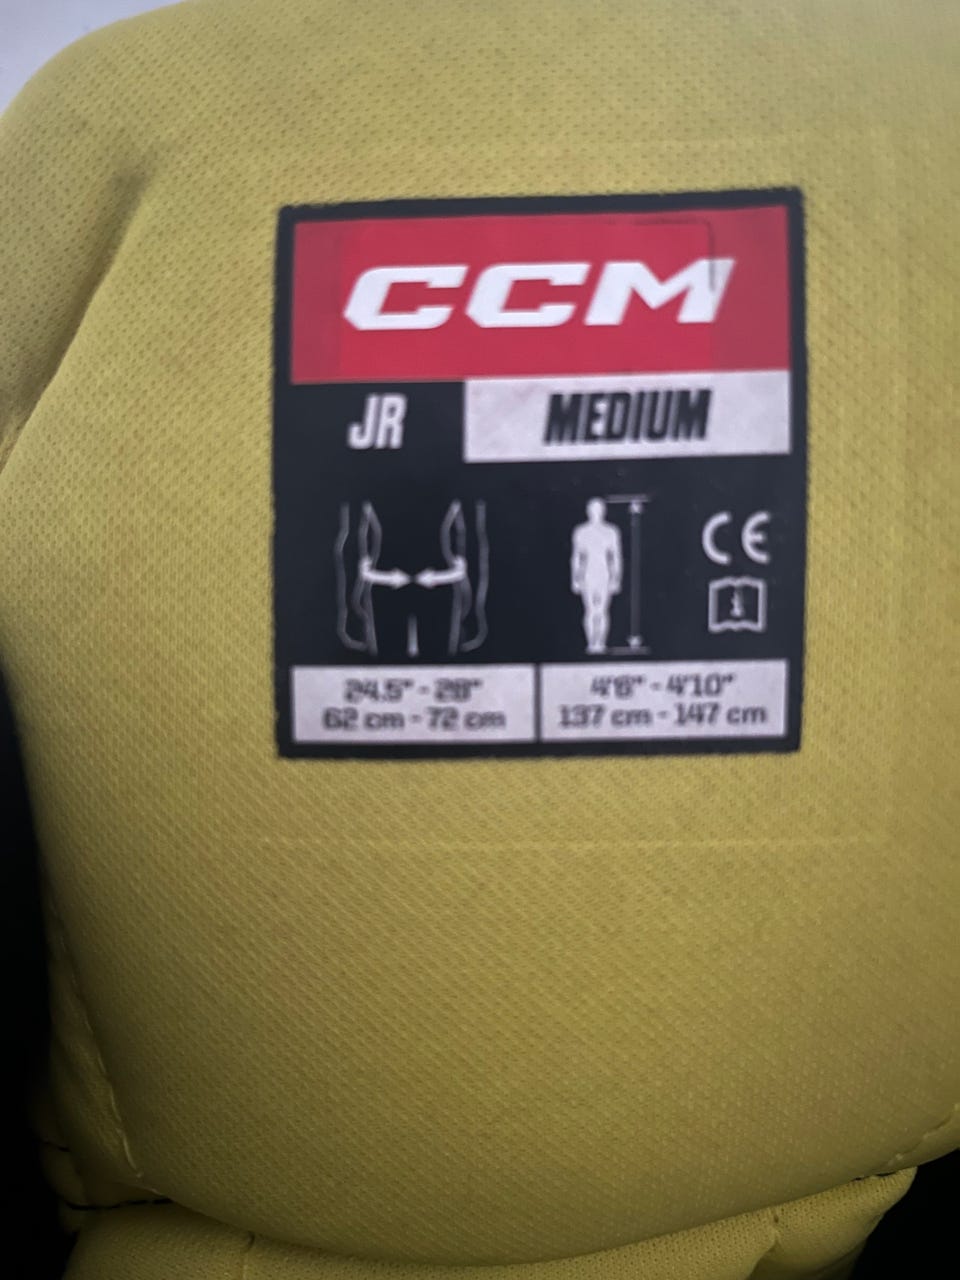 CCM
JR MEDIUM
CE
24.5" - 28" 4'6" - 4'10"
62 cm - 72 cm 137 cm - 147 cm